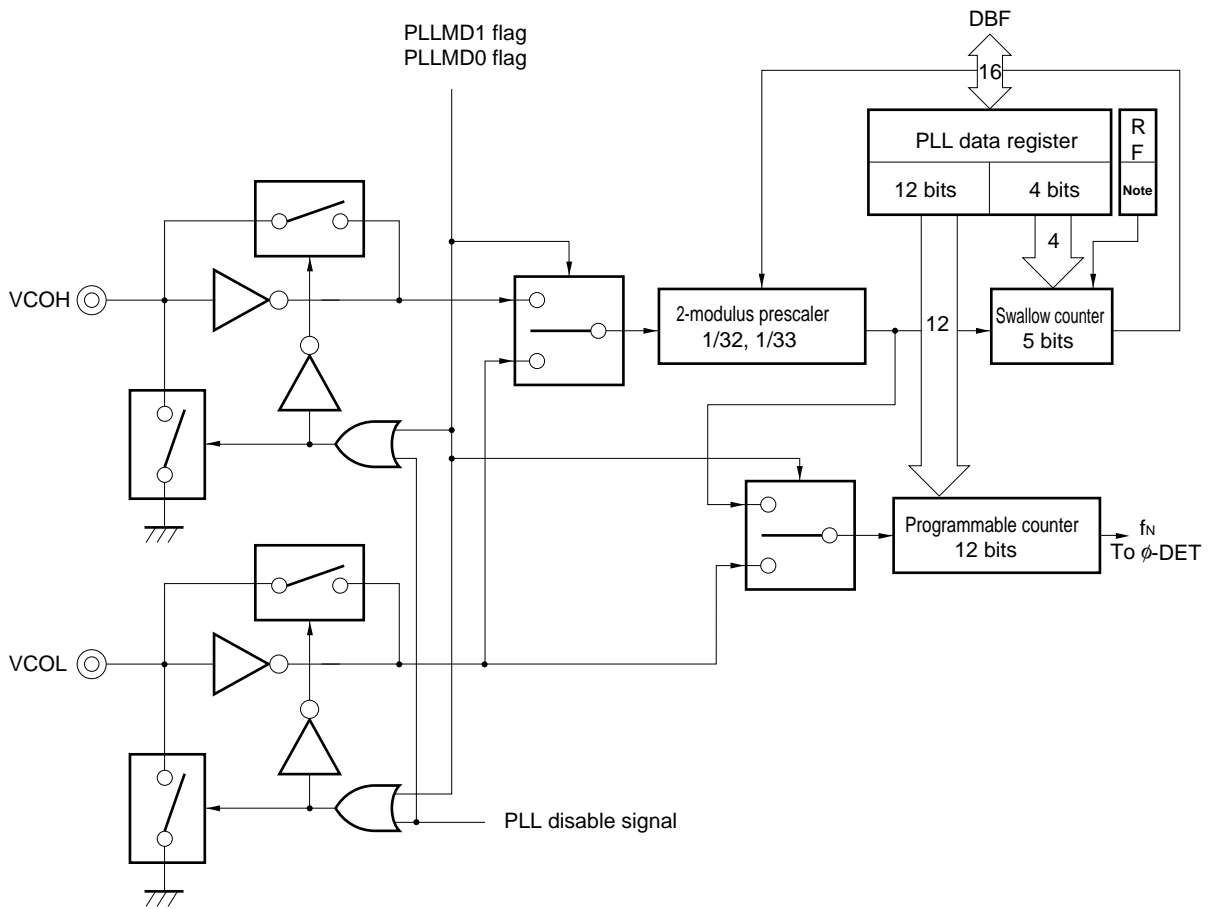 DBF
PLLMD1 flag
PLLMD0 flag
16
PLL data register
R
F
12 bits
4 bits
Note
4
VCOH
2-modulus prescaler
1/32, 1/33
12
Swallow counter
5 bits
Programmable counter
12 bits
fN
To ϕ-DET
VCOL
PLL disable signal